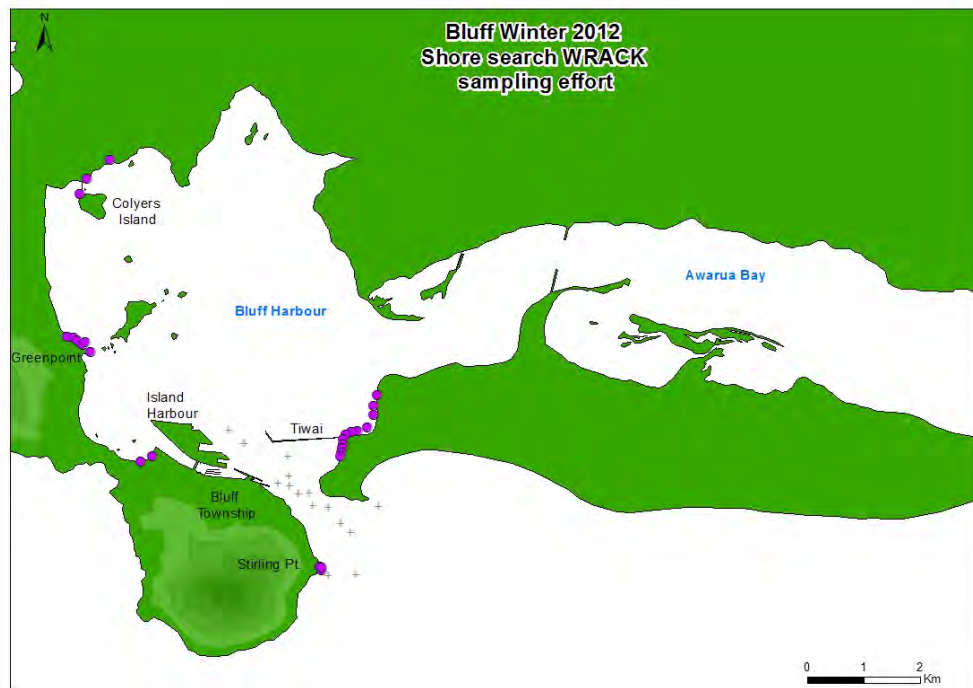 N
Bluff Winter 2012
Shore search WRACK
sampling effort
Colyers
Island
Awarua Bay
Bluff Harbour
Greenpoint
Island
Harbour
Tiwai
Bluff
Township
Stirling Pt.
0 1 2
Km